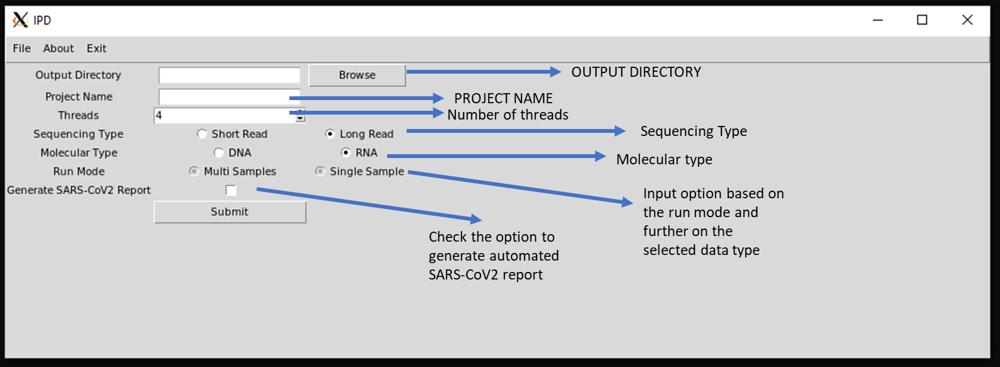 IPD
File About Exit
Output Directory Browse OUTPUT DIRECTORY
Project Name PROJECT NAME
Threads 4 Number of threads
Sequencing Type Short Read Long Read Sequencing Type
Molecular Type DNA RNA Molecular type
Run Mode Multi Samples Single Sample
Generate SARS-CoV2 Report
Submit
Input option based on
the run mode and
further on the
selected data type
Check the option to
generate automated
SARS-CoV2 report